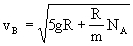 v_B = √(5gR + (R/m) N_A)